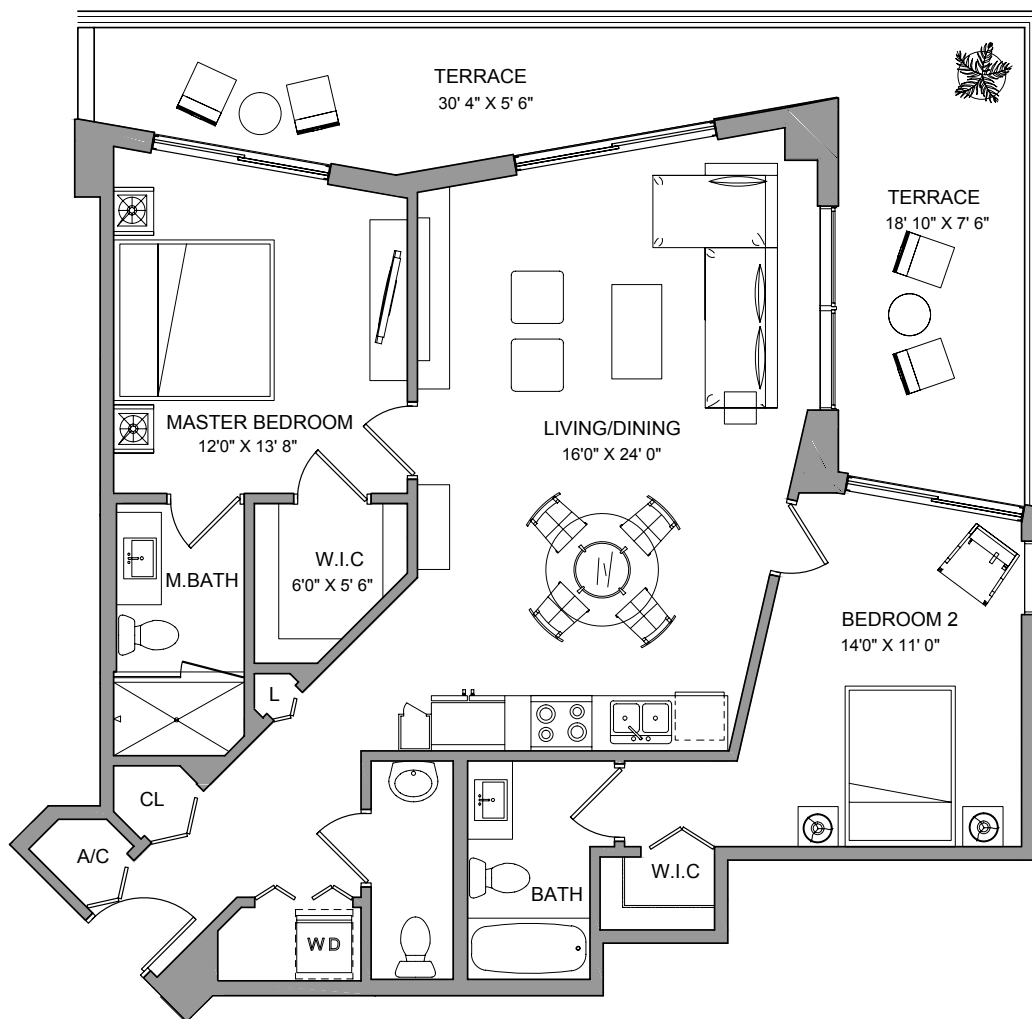 TERRACE
30' 4" X 5' 6"
TERRACE
18' 10" X 7' 6"
MASTER BEDROOM
12'0" X 13' 8"
LIVING/DINING
16'0" X 24' 0"
W.I.C
6'0" X 5' 6"
M.BATH
BEDROOM 2
14'0" X 11' 0"
L
CL
A/C
W.I.C
BATH
WD